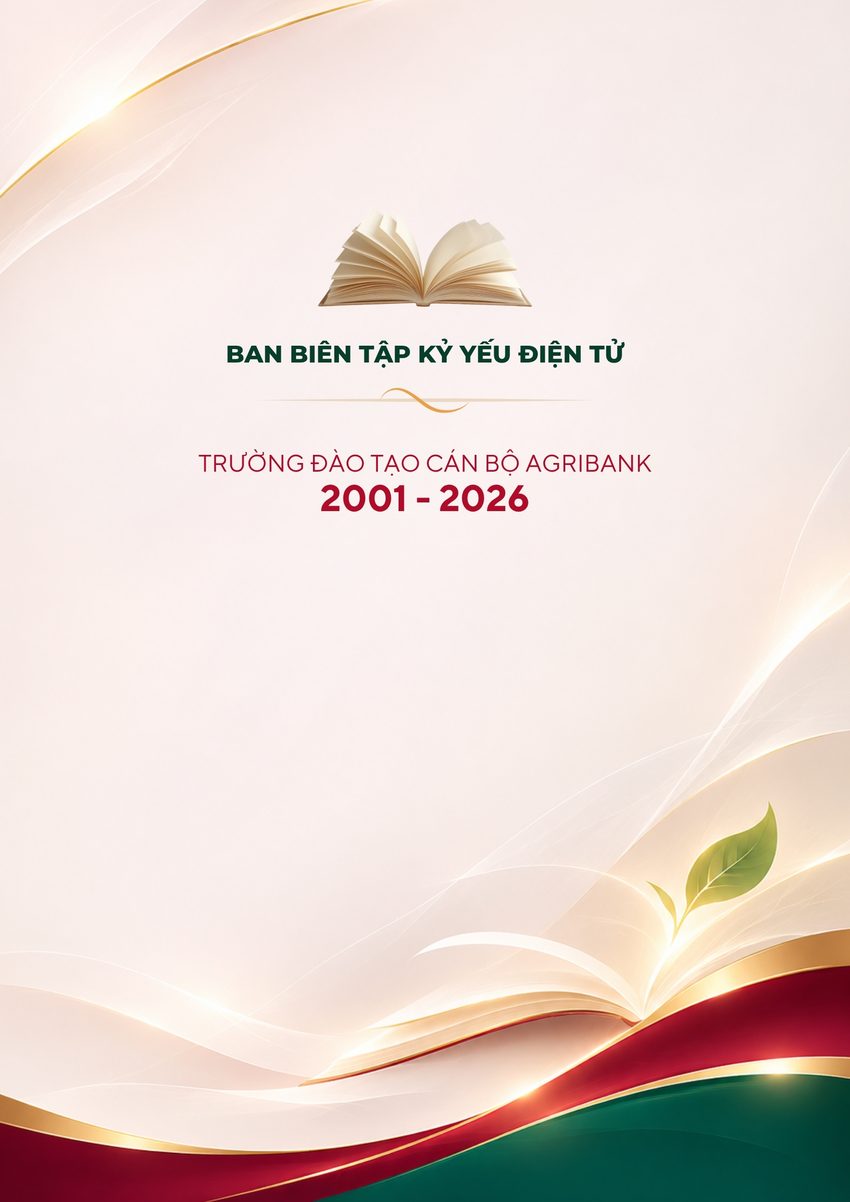 BAN BIÊN TẬP KỶ YẾU ĐIỆN TỬ
TRƯỜNG ĐÀO TẠO CÁN BỘ AGRIBANK
2001 - 2026